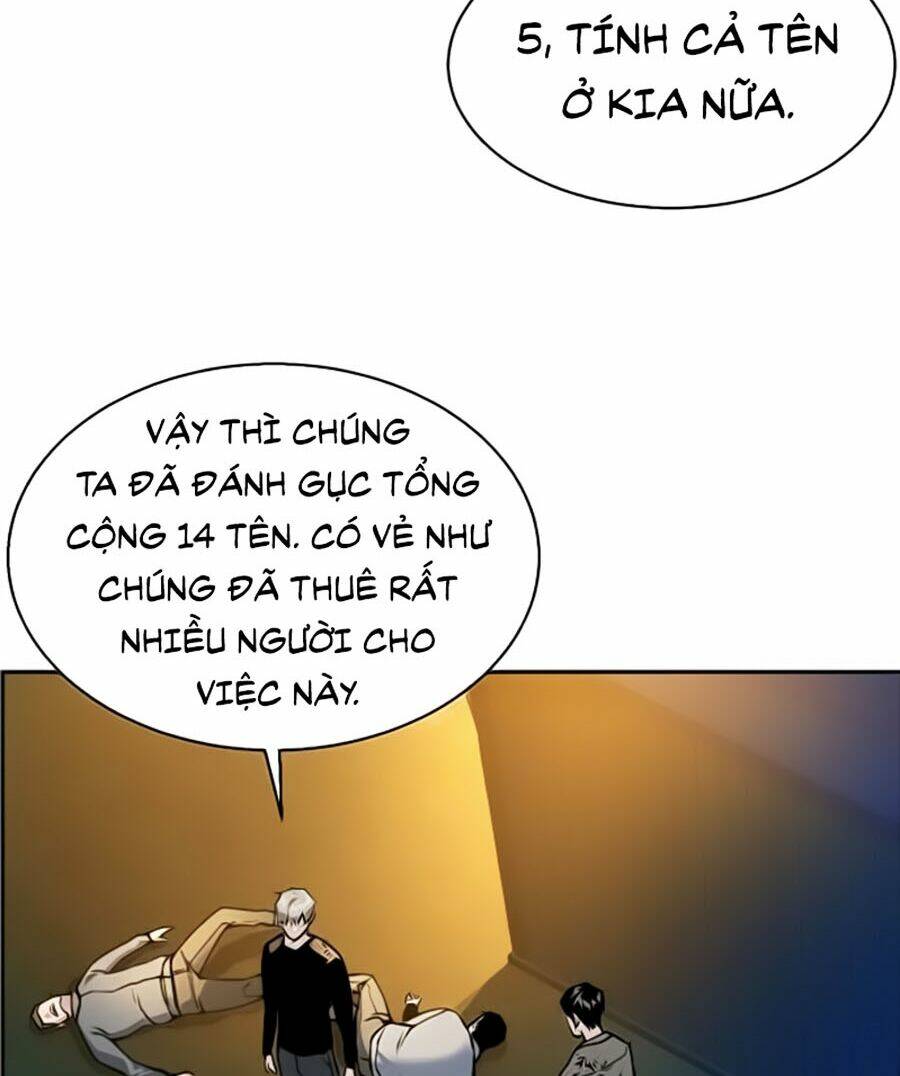 5, TÍNH CẢ TÊN
Ở KIA NỮA.
VẬY THÌ CHÚNG
TA ĐÃ ĐÁNH GỤC TỔNG
CỘNG 14 TÊN. CÓ VẺ NHƯ
CHÚNG ĐÃ THUÊ RẤT
NHIỀU NGƯỜI CHO
VIỆC NÀY.